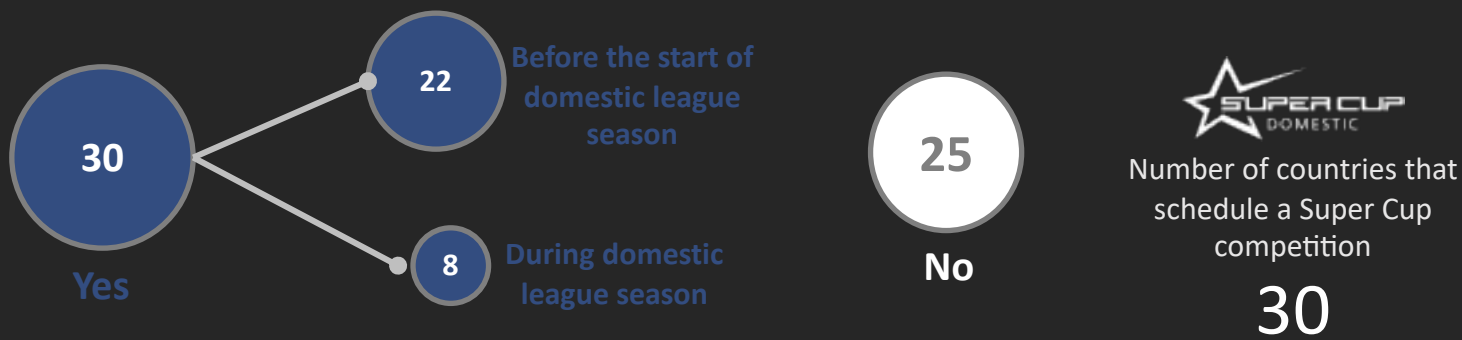 30
Yes
22
Before the start of
domestic league
season
8
During domestic
league season
25
No
SUPER CUP
DOMESTIC
Number of countries that
schedule a Super Cup
competition
30